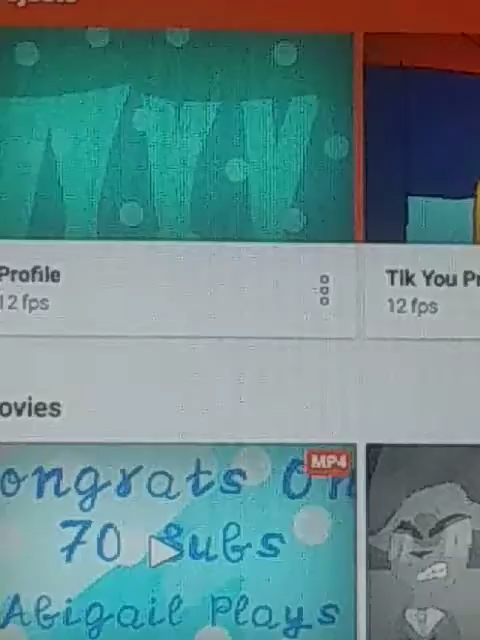 Profile
12 fps
Tik You Pr
12 fps
ovies
MP4
ongrats On
70 Subs
Abigail Plays